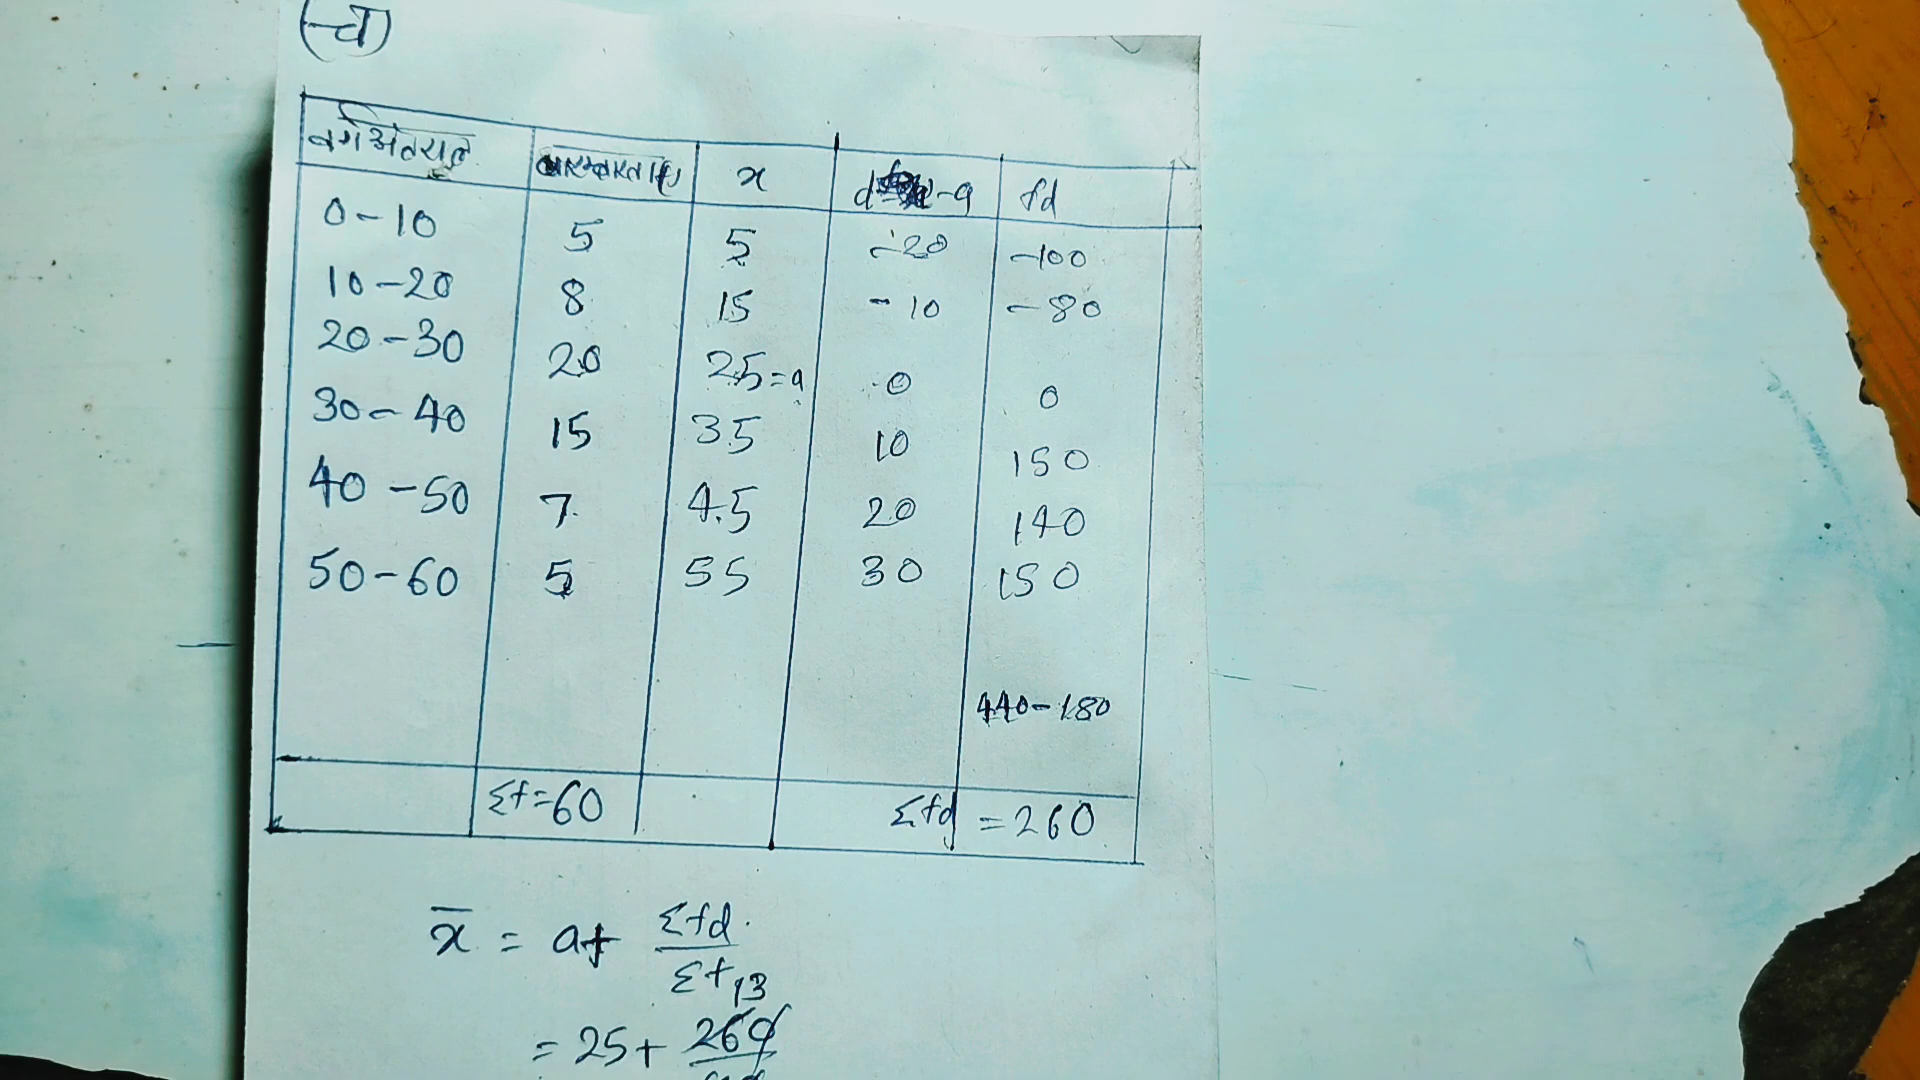 (च)
वर्गअंतराल बारम्बारता(f) x d=x-a fd
0-10 5 5 -20 -100
10-20 8 15 -10 -80
20-30 20 25=a 0 0
30-40 15 35 10 150
40-50 7 45 20 140
50-60 5 55 30 150
440-180
Σf=60 Σfd = 260
x̄ = a+ Σfd
Σf 13
= 25+ 260